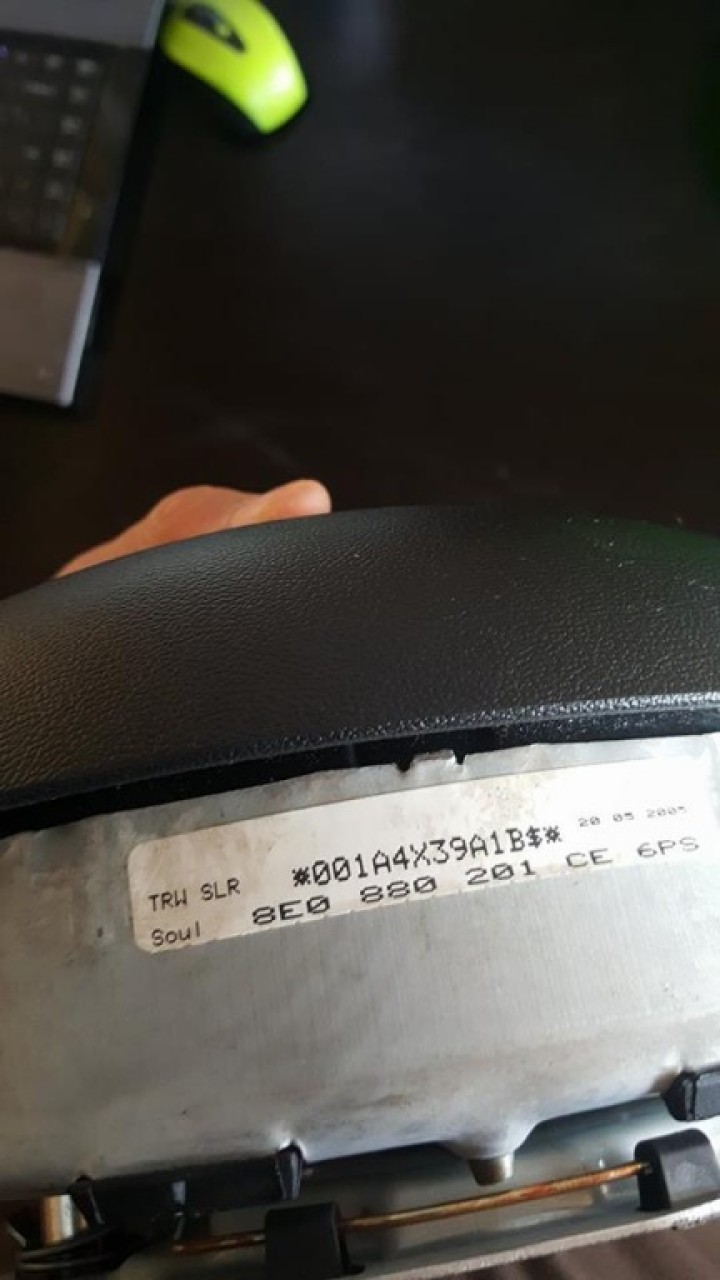 TRW SLR *001A4X39A1B$* 20 05 2005
Soul 8E0 880 201 CE 6PS